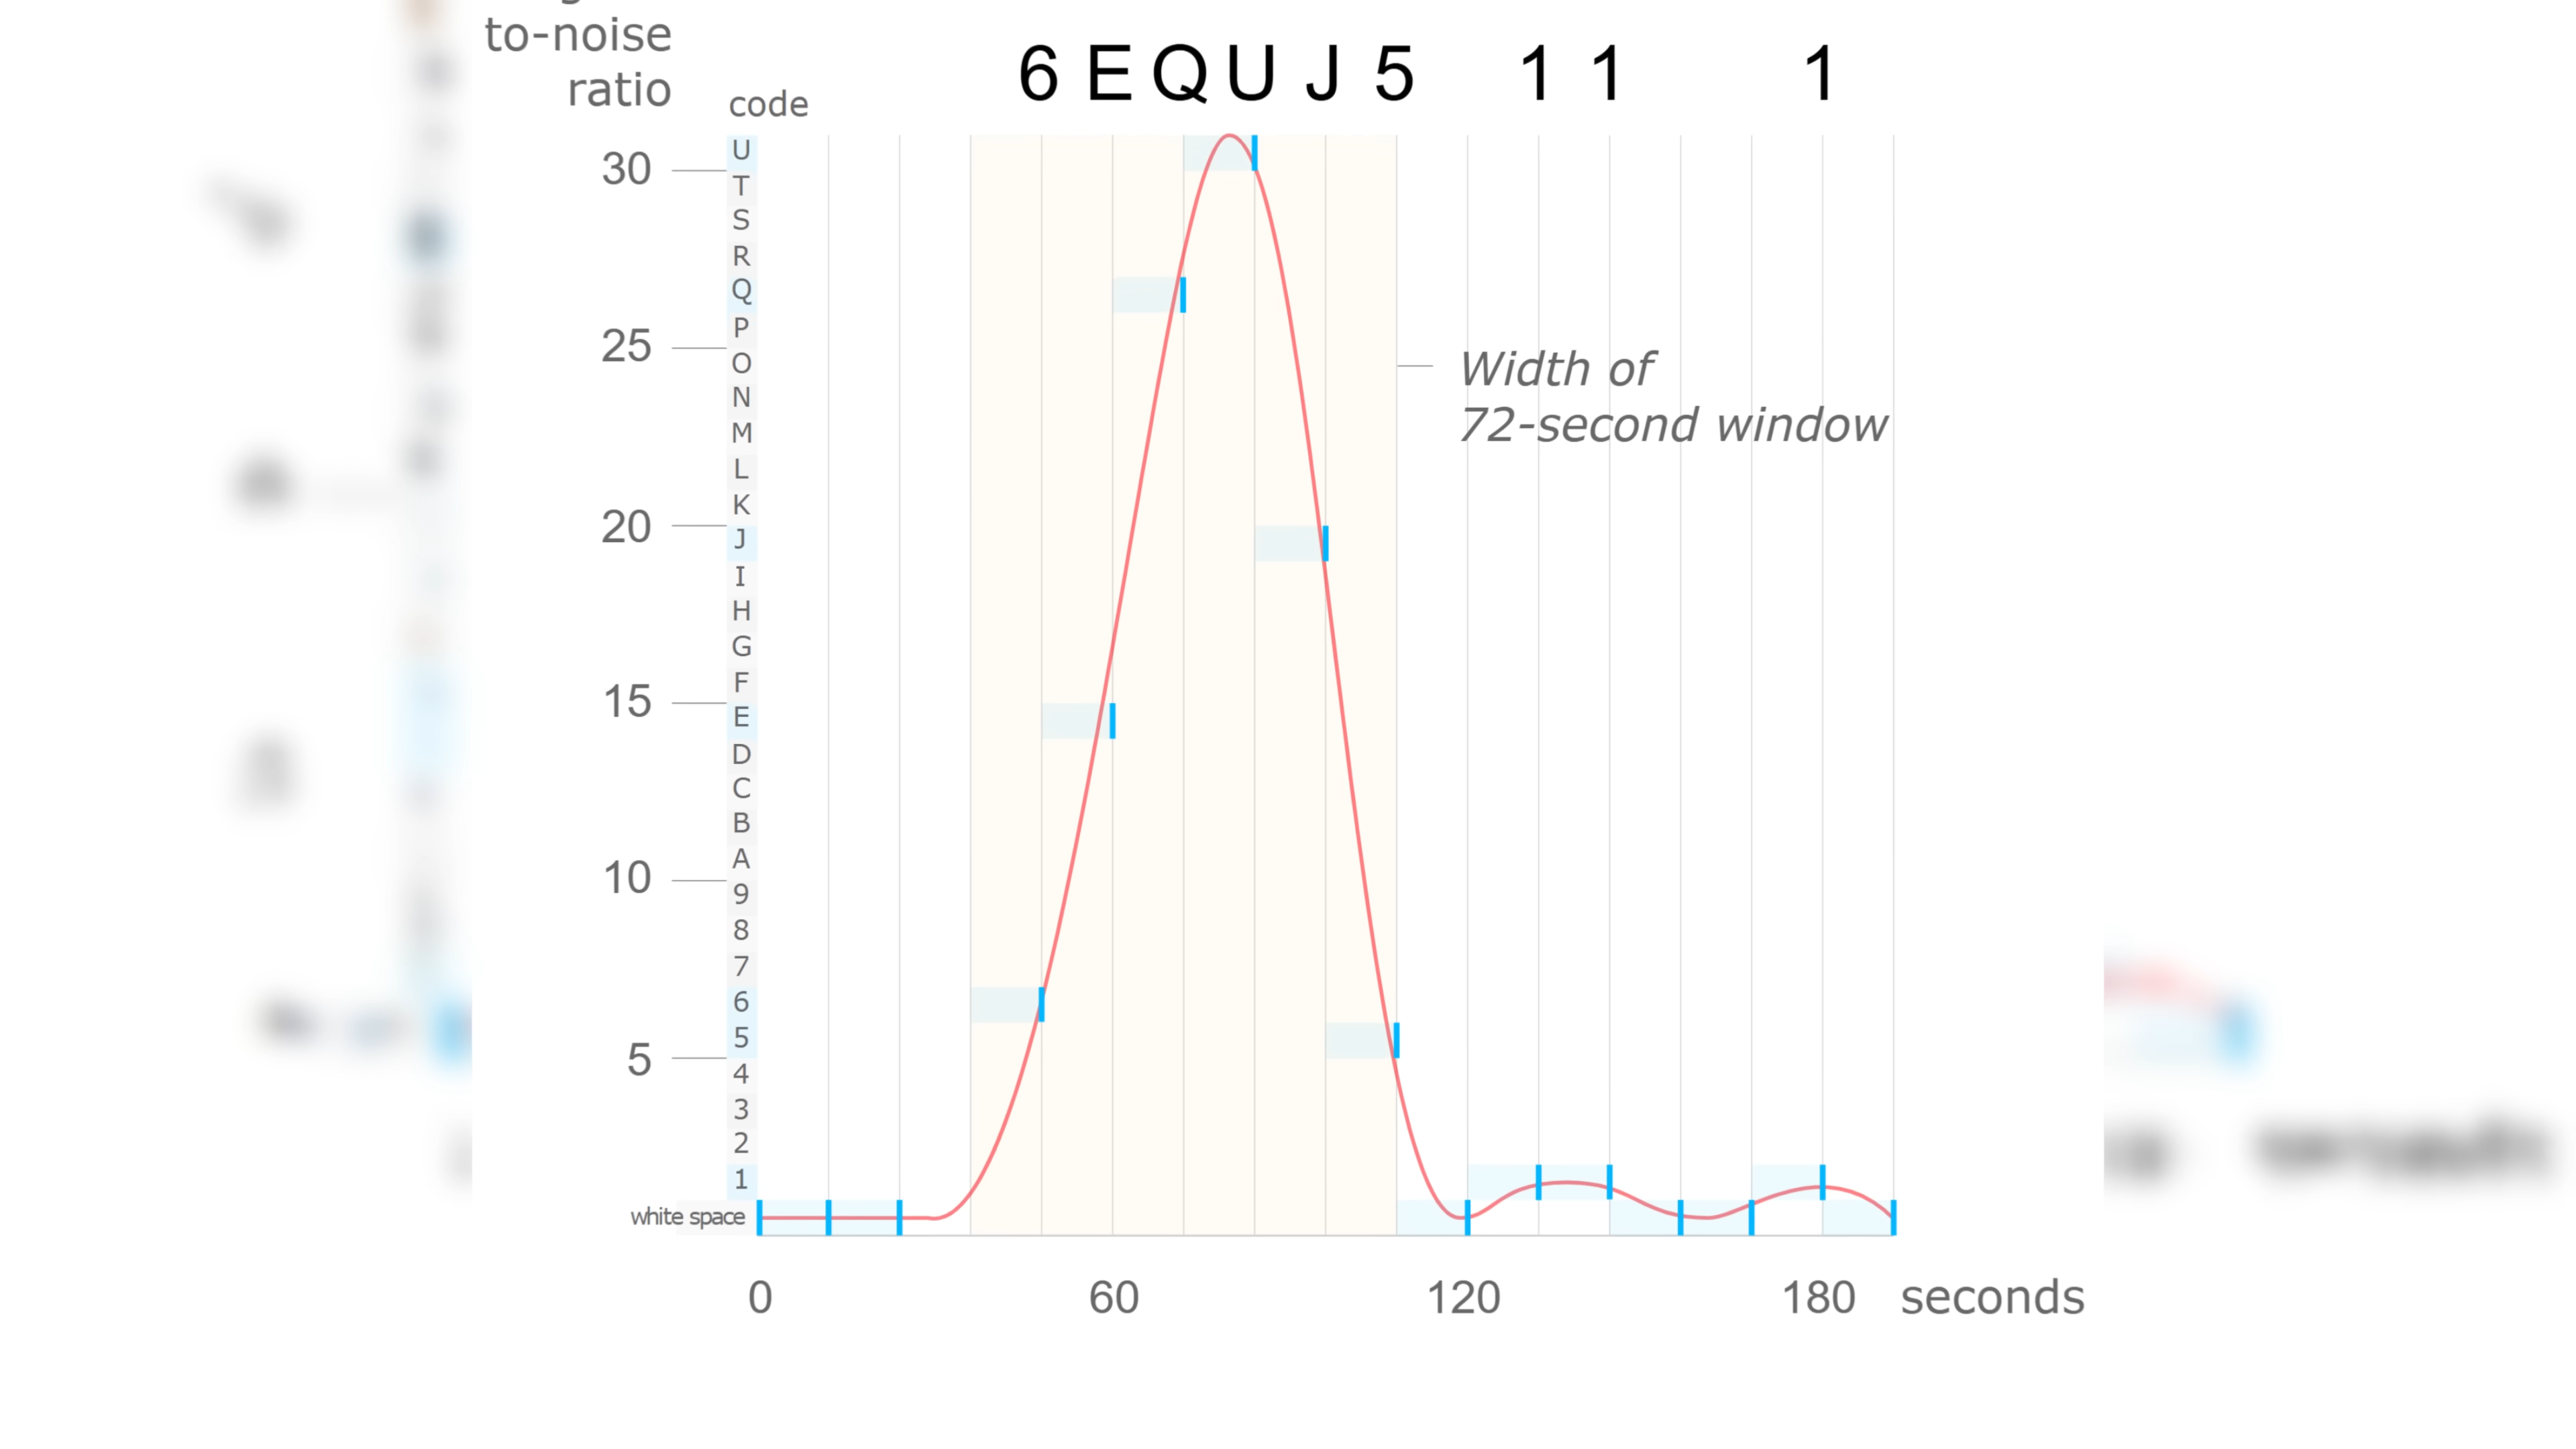 to-noise
ratio
code
6 E Q U J 5 1 1 1
U
30
T
S
R
Q
P
25
O
N
M
L
K
20
J
I
H
G
F
15
E
D
C
B
A
10
9
8
7
6
5
5
4
3
2
1
white space
Width of
72-second window
0 60 120 180 seconds